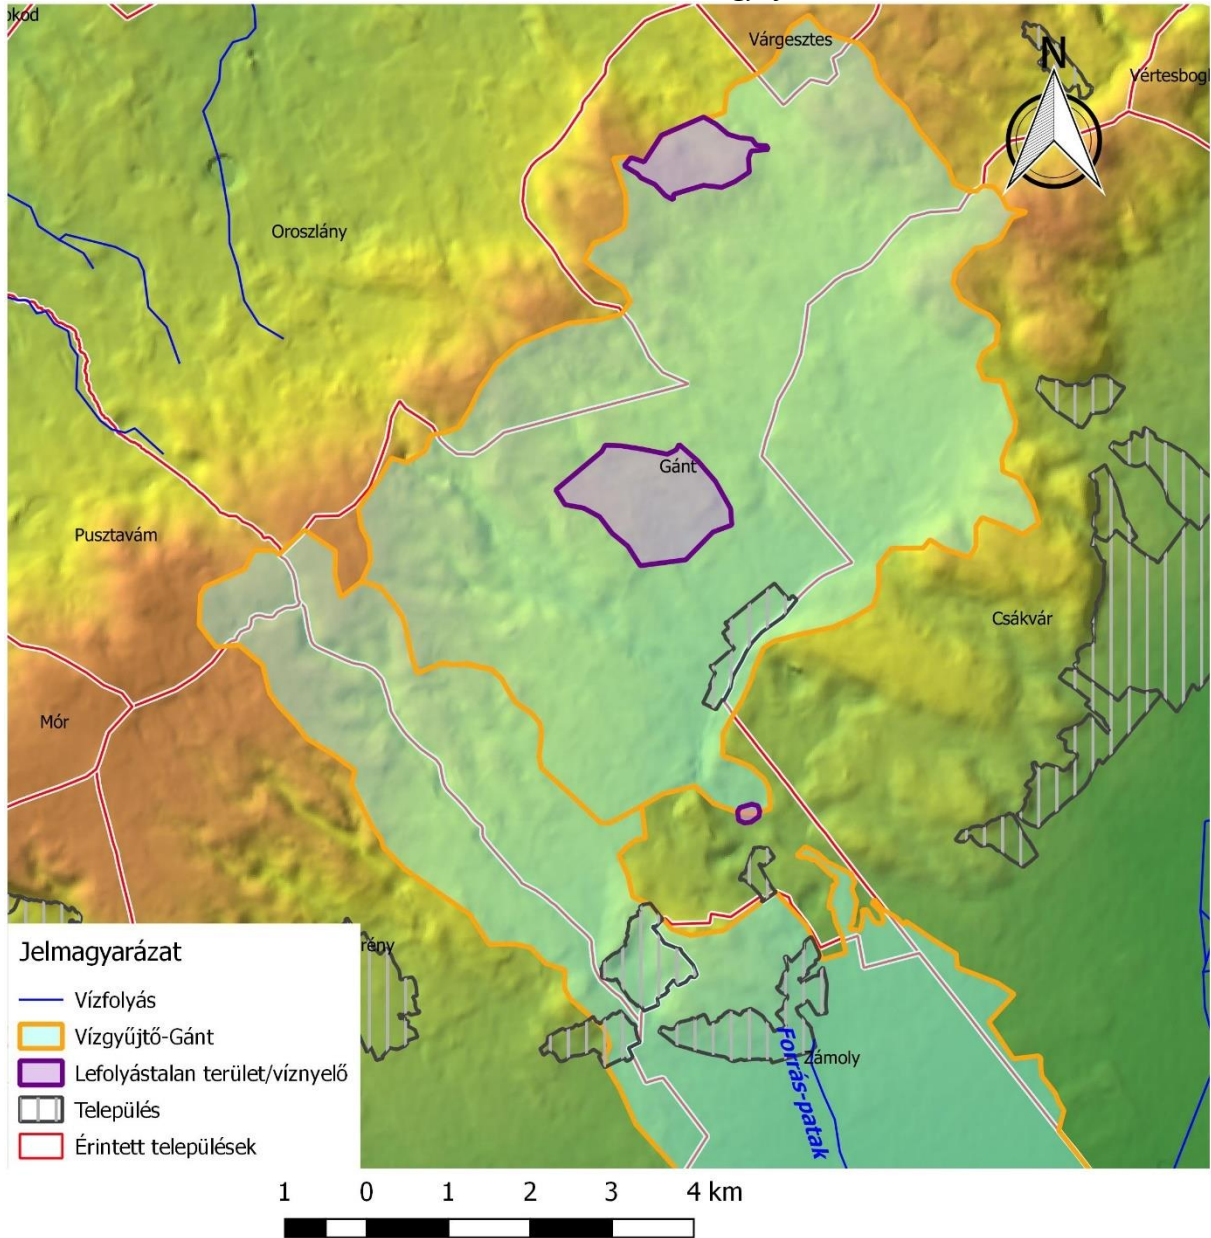 okod
Várgesztes
N
Vértesbogl
Oroszlány
Gánt
Pusztavám
Csákvár
Mór
rény
Zámoly
Forrás-patak
Jelmagyarázat
Vízfolyás
Vízgyűjtő-Gánt
Lefolyástalan terület/víznyelő
Település
Érintett települések
1 0 1 2 3 4 km